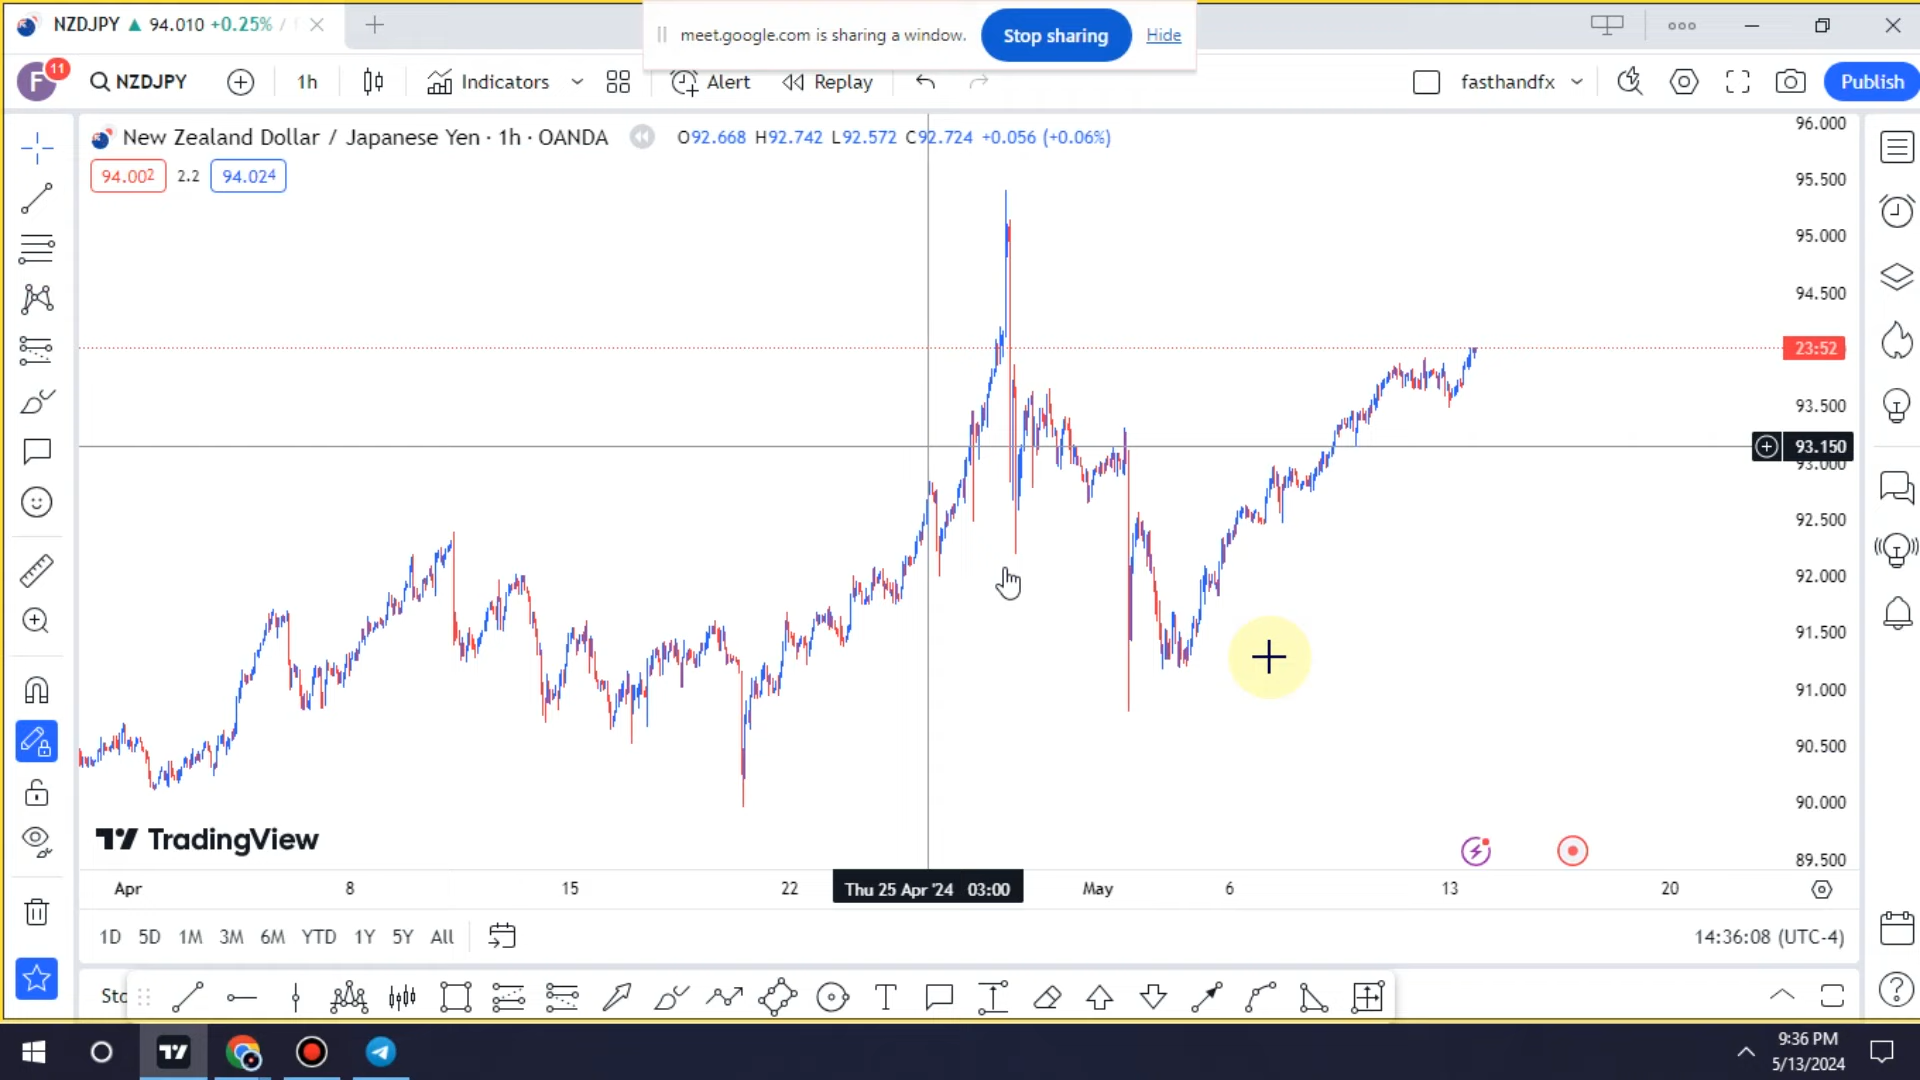 NZDJPY ▲ 94.010 +0.25% /
meet.google.com is sharing a window. Stop sharing Hide
F 11 NZDJPY 1h Indicators Alert Replay fasthandfx Publish
New Zealand Dollar / Japanese Yen · 1h · OANDA O92.668 H92.742 L92.572 C92.724 +0.056 (+0.06%)
94.002 2.2 94.024
96.000
95.500
95.000
94.500
23:52
93.500
93.150
93.000
92.500
92.000
91.500
91.000
90.500
90.000
89.500
TradingView
Apr 8 15 22 Thu 25 Apr '24 03:00 May 6 13 20
1D 5D 1M 3M 6M YTD 1Y 5Y All 14:36:08 (UTC-4)
Sto
9:36 PM
5/13/2024